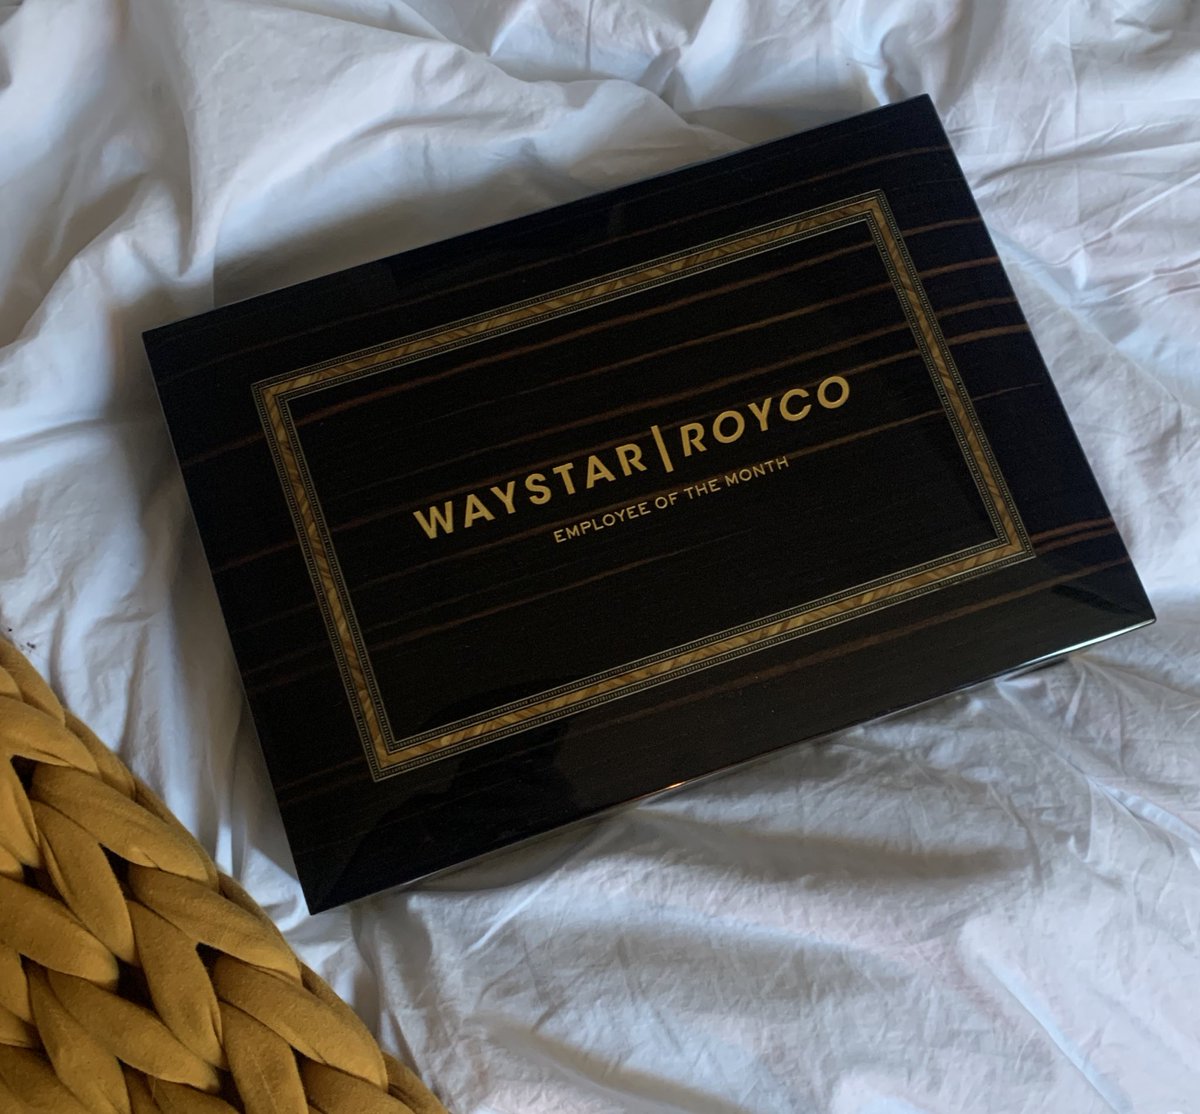 WAYSTAR|ROYCO
EMPLOYEE OF THE MONTH